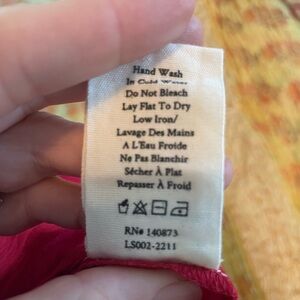 Hand Wash
In Cold Water
Do Not Bleach
Lay Flat To Dry
Low Iron/
Lavage Des Mains
A L'Eau Froide
Ne Pas Blanchir
Sécher À Plat
Repasser À Froid
RN# 140873
LS002-2211